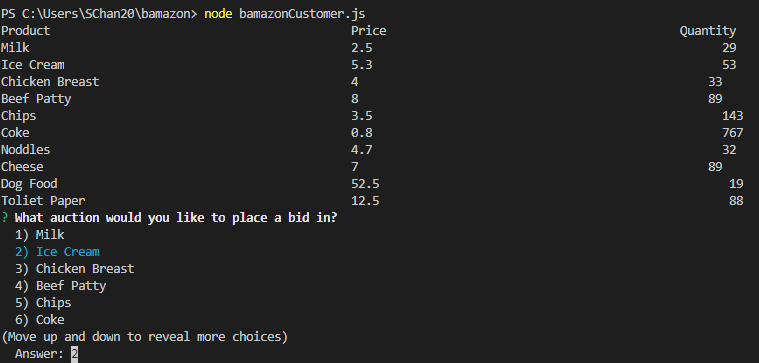 PS C:\Users\SChan20\bamazon> node bamazonCustomer.js
Product Price Quantity
Milk 2.5 29
Ice Cream 5.3 53
Chicken Breast 4 33
Beef Patty 8 89
Chips 3.5 143
Coke 0.8 767
Noddles 4.7 32
Cheese 7 89
Dog Food 52.5 19
Toliet Paper 12.5 88
? What auction would you like to place a bid in?
1) Milk
2) Ice Cream
3) Chicken Breast
4) Beef Patty
5) Chips
6) Coke
(Move up and down to reveal more choices)
Answer: 2